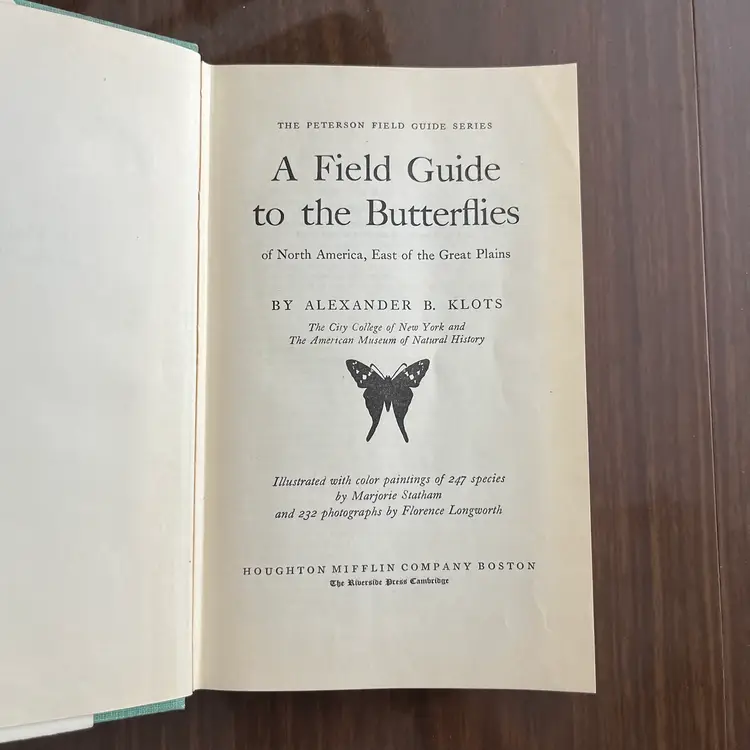 THE PETERSON FIELD GUIDE SERIES
A Field Guide
to the Butterflies
of North America, East of the Great Plains
BY ALEXANDER B. KLOTS
The City College of New York and
The American Museum of Natural History
Illustrated with color paintings of 247 species
by Marjorie Statham
and 232 photographs by Florence Longworth
HOUGHTON MIFFLIN COMPANY BOSTON
The Riverside Press Cambridge